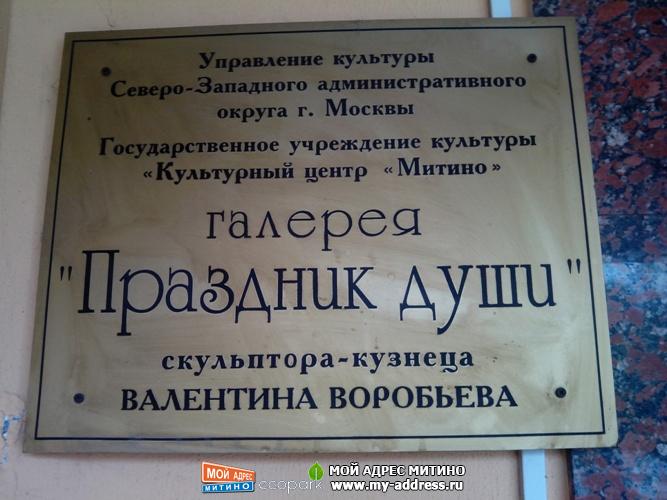 Управление культуры
Северо-Западного административного
округа г. Москвы
Государственное учреждение культуры
«Культурный центр «Митино»
галерея
"Праздник души"
скульптора-кузнеца
ВАЛЕНТИНА ВОРОБЬЕВА
МОЙ АДРЕС
МИТИНО
ecopark
МОЙ АДРЕС МИТИНО
www.my-address.ru